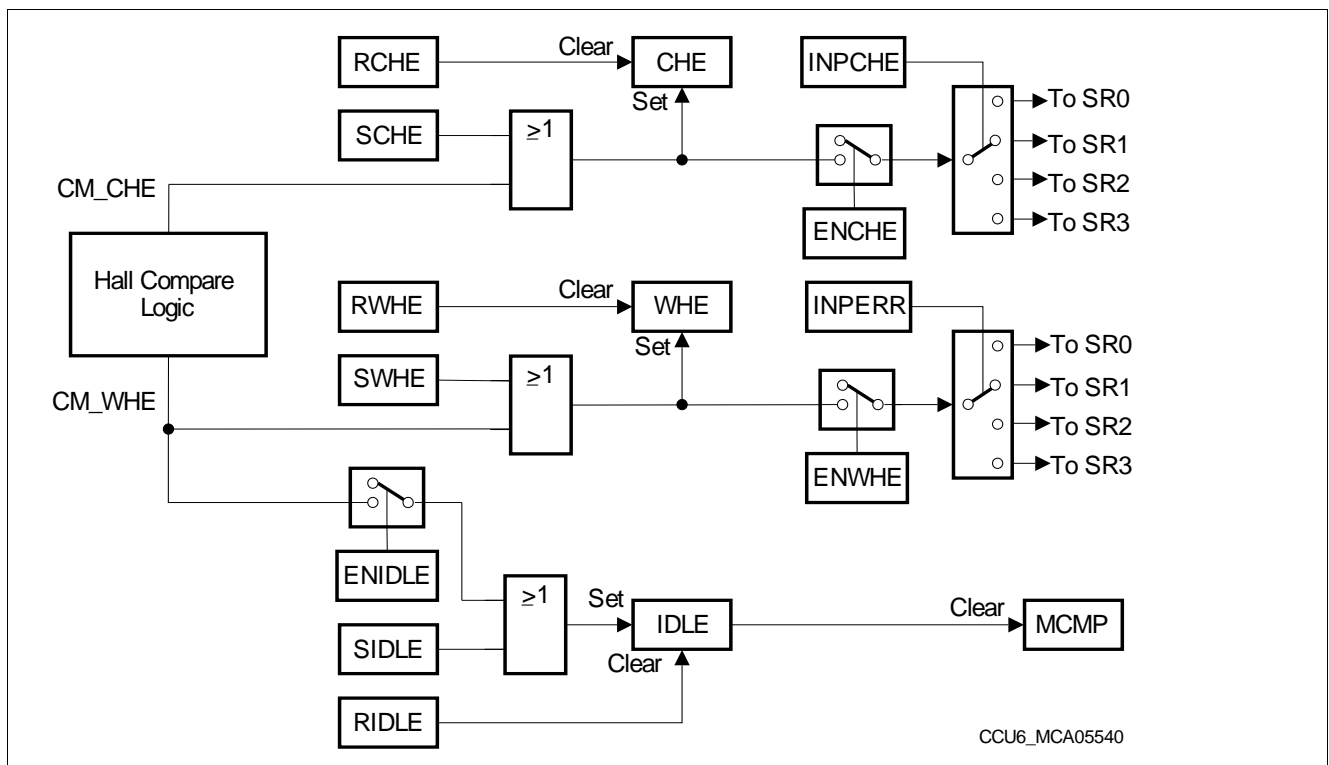 RCHE
Clear
CHE
INPCHE
Set
To SR0
SCHE
≥1
To SR1
CM_CHE
To SR2
ENCHE
To SR3
Hall Compare
Logic
RWHE
Clear
WHE
INPERR
Set
To SR0
SWHE
≥1
To SR1
CM_WHE
To SR2
ENWHE
To SR3
ENIDLE
≥1
Set
IDLE
Clear
MCMP
SIDLE
Clear
RIDLE
CCU6_MCA05540